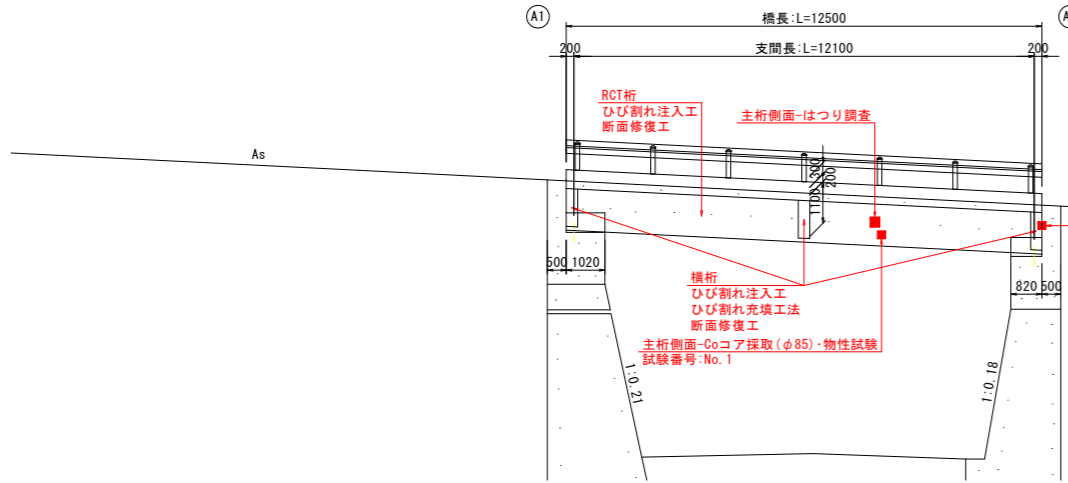 A1
橋長:L=12500
A
200
支間長:L=12100
200
RCT桁
ひび割れ注入工
断面修復工
主桁側面-はつり調査
As
300
200
1100
500
1020
820
500
横桁
ひび割れ注入工
ひび割れ充填工法
断面修復工
主桁側面-Coコア採取(φ85)・物性試験
試験番号:No.1
1:0.21
1:0.18